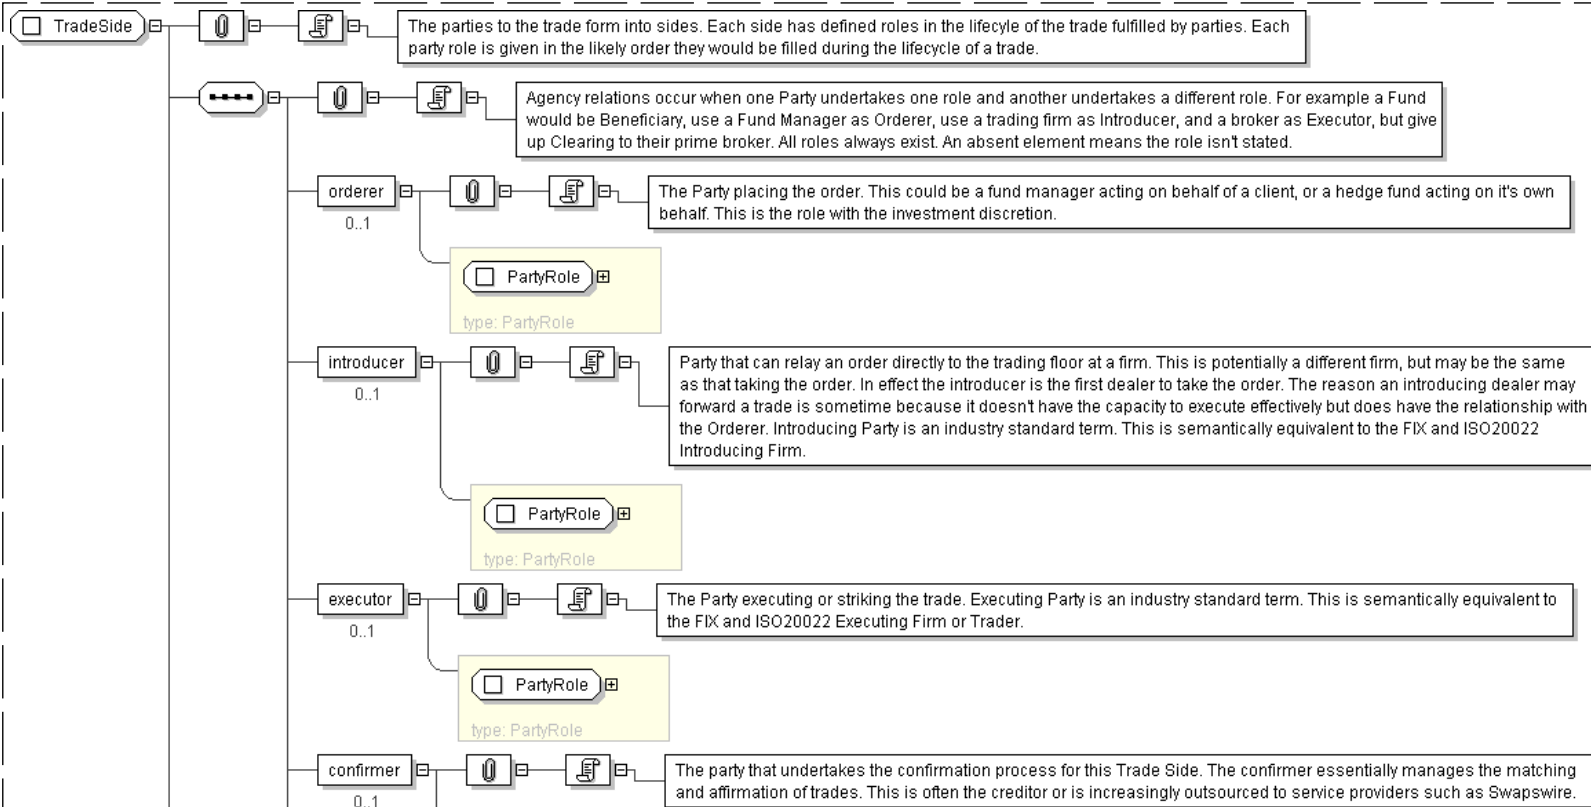 TradeSide
The parties to the trade form into sides. Each side has defined roles in the lifecyle of the trade fulfilled by parties. Each
party role is given in the likely order they would be filled during the lifecycle of a trade.
Agency relations occur when one Party undertakes one role and another undertakes a different role. For example a Fund
would be Beneficiary, use a Fund Manager as Orderer, use a trading firm as Introducer, and a broker as Executor, but give
up Clearing to their prime broker. All roles always exist. An absent element means the role isn't stated.
orderer
0..1
The Party placing the order. This could be a fund manager acting on behalf of a client, or a hedge fund acting on it's own
behalf. This is the role with the investment discretion.
PartyRole
type: PartyRole
introducer
0..1
Party that can relay an order directly to the trading floor at a firm. This is potentially a different firm, but may be the same
as that taking the order. In effect the introducer is the first dealer to take the order. The reason an introducing dealer may
forward a trade is sometime because it doesn't have the capacity to execute effectively but does have the relationship with
the Orderer. Introducing Party is an industry standard term. This is semantically equivalent to the FIX and ISO20022
Introducing Firm.
PartyRole
type: PartyRole
executor
0..1
The Party executing or striking the trade. Executing Party is an industry standard term. This is semantically equivalent to
the FIX and ISO20022 Executing Firm or Trader.
PartyRole
type: PartyRole
confirmer
0..1
The party that undertakes the confirmation process for this Trade Side. The confirmer essentially manages the matching
and affirmation of trades. This is often the creditor or is increasingly outsourced to service providers such as Swapswire.